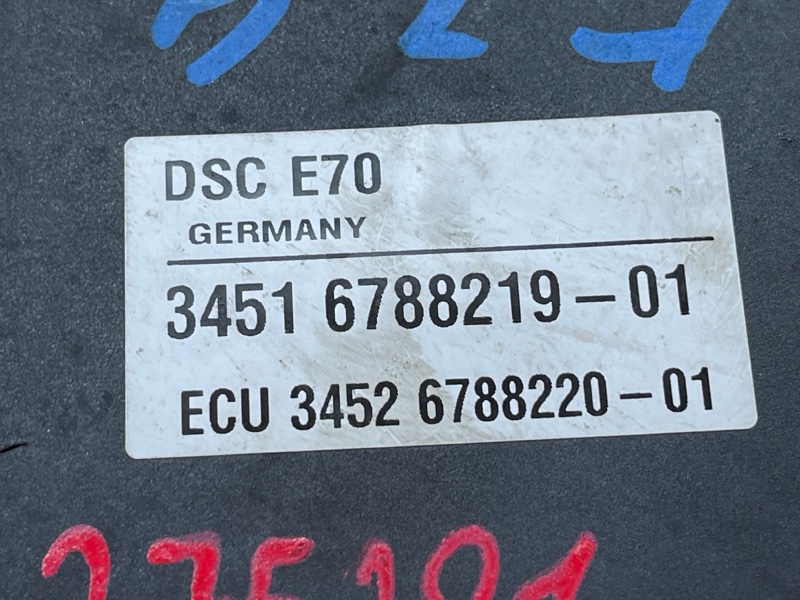 DSC E70
GERMANY
3451 6788219-01
ECU 3452 6788220-01